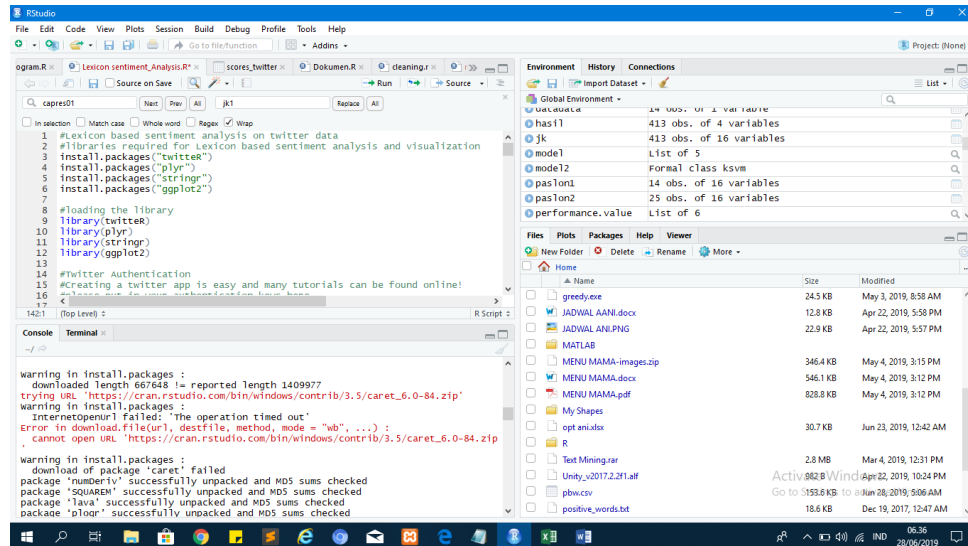 RStudio
File Edit Code View Plots Session Build Debug Profile Tools Help
Go to file/function Addins Project: (None)
ogram.R Lexicon sentiment_Analysis.R* scores_twitter Dokumen.R cleaning.r
Source on Save Run Source
capres01 Next Prev All jk1 Replace All
In selection Match case Whole word Regex Wrap
1 #Lexicon based sentiment analysis on twitter data
2 #libraries required for Lexicon based sentiment analysis and visualization
3 install.packages("twitteR")
4 install.packages("plyr")
5 install.packages("stringr")
6 install.packages("ggplot2")
7
8 #loading the library
9 library(twitteR)
10 library(plyr)
11 library(stringr)
12 library(ggplot2)
13
14 #Twitter Authentication
15 #Creating a twitter app is easy and many tutorials can be found online!
16 #please put in your authentication keys here
17
142:1 (Top Level) R Script
Console Terminal
~/
Warning in install.packages :
downloaded length 667648 != reported length 1409977
trying URL 'https://cran.rstudio.com/bin/windows/contrib/3.5/caret_6.0-84.zip'
Warning in install.packages :
InternetOpenUrl failed: 'The operation timed out'
Error in download.file(url, destfile, method, mode = "wb", ...) :
cannot open URL 'https://cran.rstudio.com/bin/windows/contrib/3.5/caret_6.0-84.zip
'
Warning in install.packages :
download of package 'caret' failed
package 'numDeriv' successfully unpacked and MD5 sums checked
package 'SQUAREM' successfully unpacked and MD5 sums checked
package 'lava' successfully unpacked and MD5 sums checked
package 'plogr' successfully unpacked and MD5 sums checked
Environment History Connections
Import Dataset List
Global Environment
datadata 14 obs. of 1 variable
hasil 413 obs. of 4 variables
jk 413 obs. of 16 variables
model List of 5
model2 Formal class ksvm
paslon1 14 obs. of 16 variables
paslon2 25 obs. of 16 variables
performance.value List of 6
Files Plots Packages Help Viewer
New Folder Delete Rename More
Home
Name Size Modified
greedy.exe 24.5 KB May 3, 2019, 8:58 AM
JADWAL AANI.docx 12.8 KB Apr 22, 2019, 5:58 PM
JADWAL ANI.PNG 22.9 KB Apr 22, 2019, 5:57 PM
MATLAB
MENU MAMA-images.zip 346.4 KB May 4, 2019, 3:15 PM
MENU MAMA.docx 546.1 KB May 4, 2019, 3:12 PM
MENU MAMA.pdf 828.8 KB May 4, 2019, 3:12 PM
My Shapes
opt ani.xlsx 30.7 KB Jun 23, 2019, 12:42 AM
R
Text Mining.rar 2.8 MB Mar 4, 2019, 12:31 PM
Unity_v2017.2.2f1.alf 982 B Apr 22, 2019, 10:24 PM
pbw.csv 153.6 KB Jun 28, 2019, 5:06 AM
positive_words.txt 18.6 KB Dec 19, 2017, 12:47 AM
IND 06.36
28/06/2019